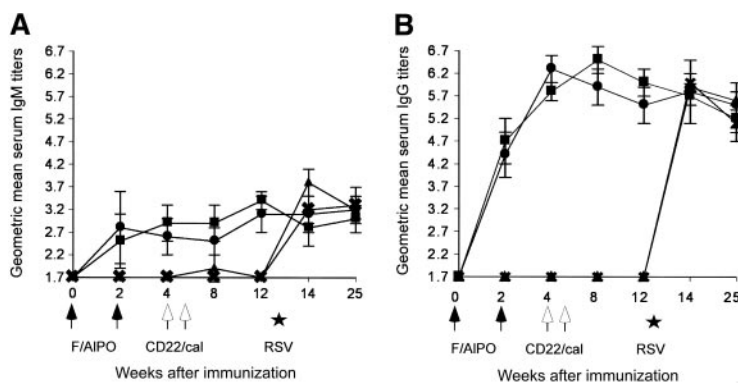 A
Geometric mean serum IgM titers
6.7
6.2
5.7
5.2
4.7
4.2
3.7
3.2
2.7
2.2
1.7
0 2 4 8 12 14 25
F/AlPO CD22/cal RSV
Weeks after immunization
B
Geometric mean serum IgG titers
6.7
6.2
5.7
5.2
4.7
4.2
3.7
3.2
2.7
2.2
1.7
0 2 4 8 12 14 25
F/AlPO CD22/cal RSV
Weeks after immunization